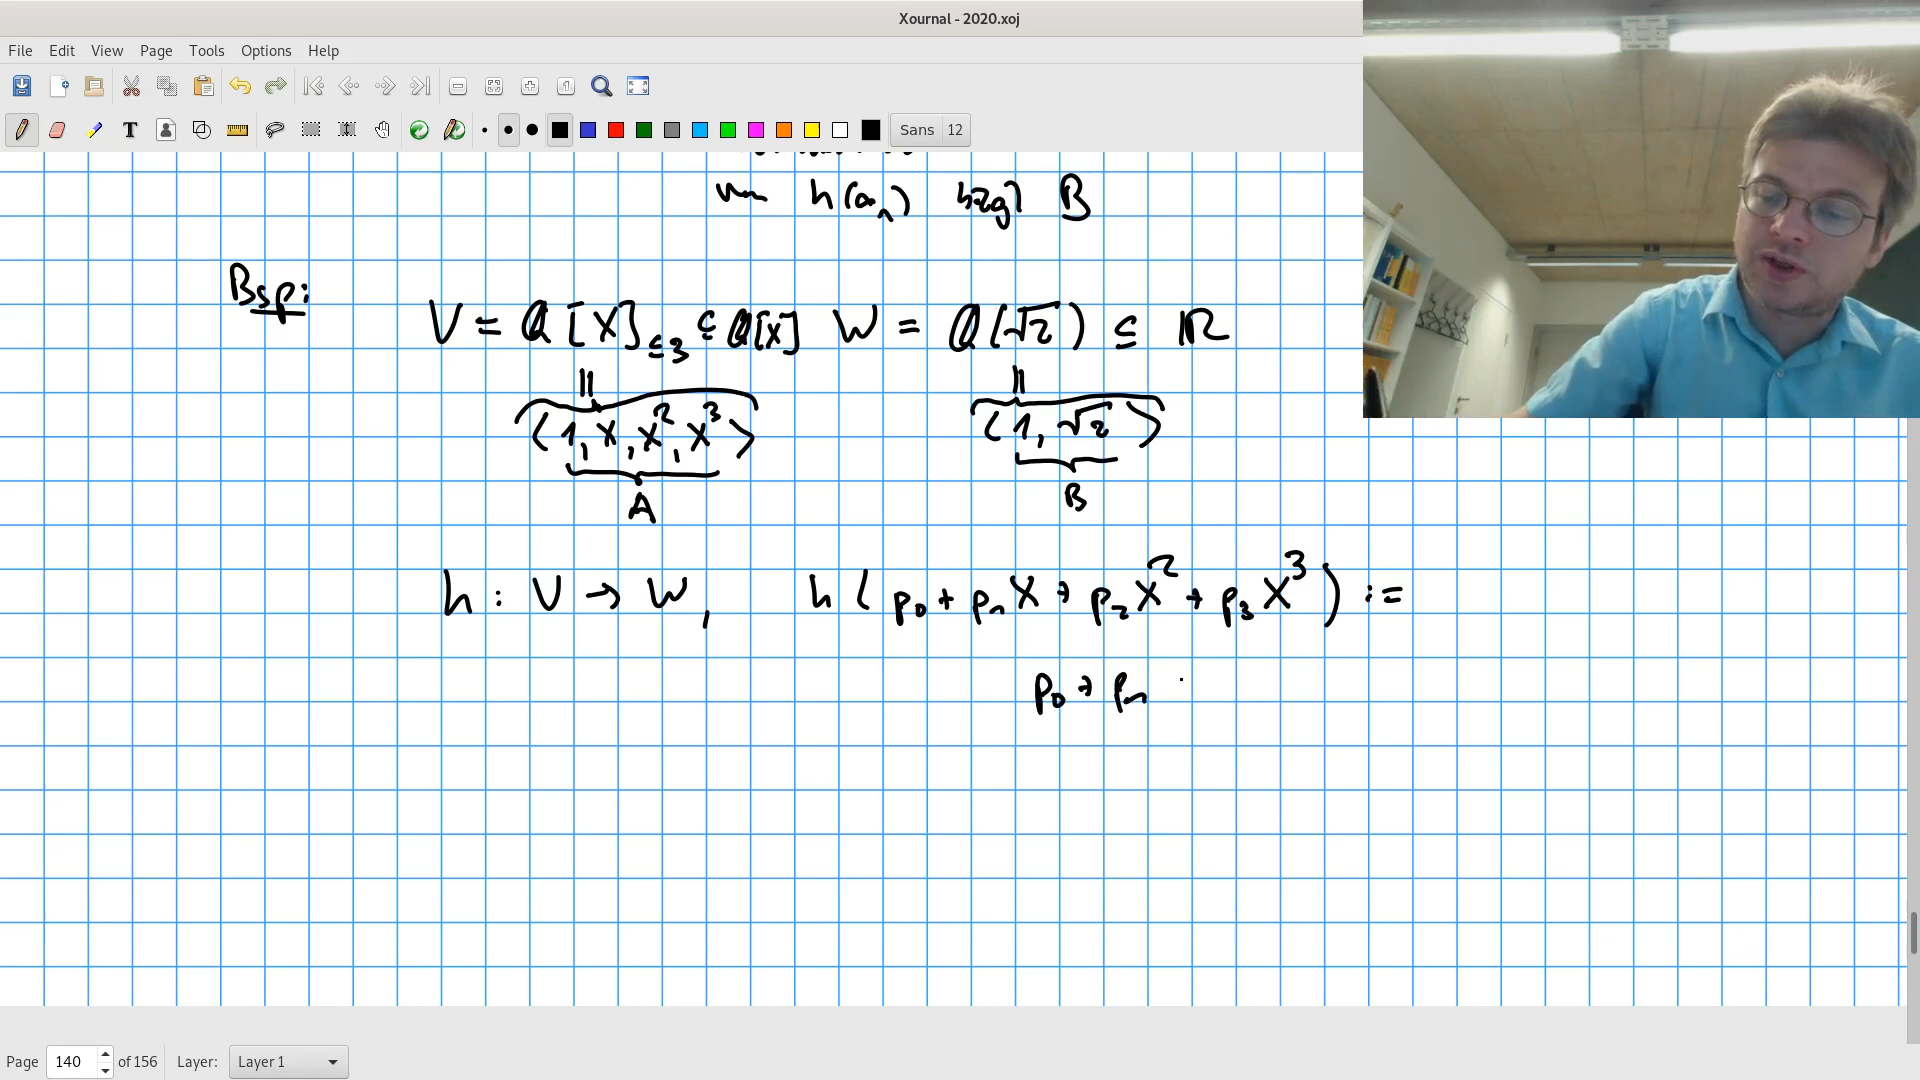 Xournal - 2020.xoj
File Edit View Page Tools Options Help
Sans 12
h(a₁) bzgl B
Bsp:
V = Q[X]≤3 ⊆ Q[X] W = Q(√2) ⊆ ℝ
|| ||
⟨1, X, X², X³⟩ ⟨1, √2⟩
A B
h : V → W, h(p₀ + p₁X + p₂X² + p₃X³) :=
p₀ + p₁ ·
Page 140 of 156 Layer: Layer 1